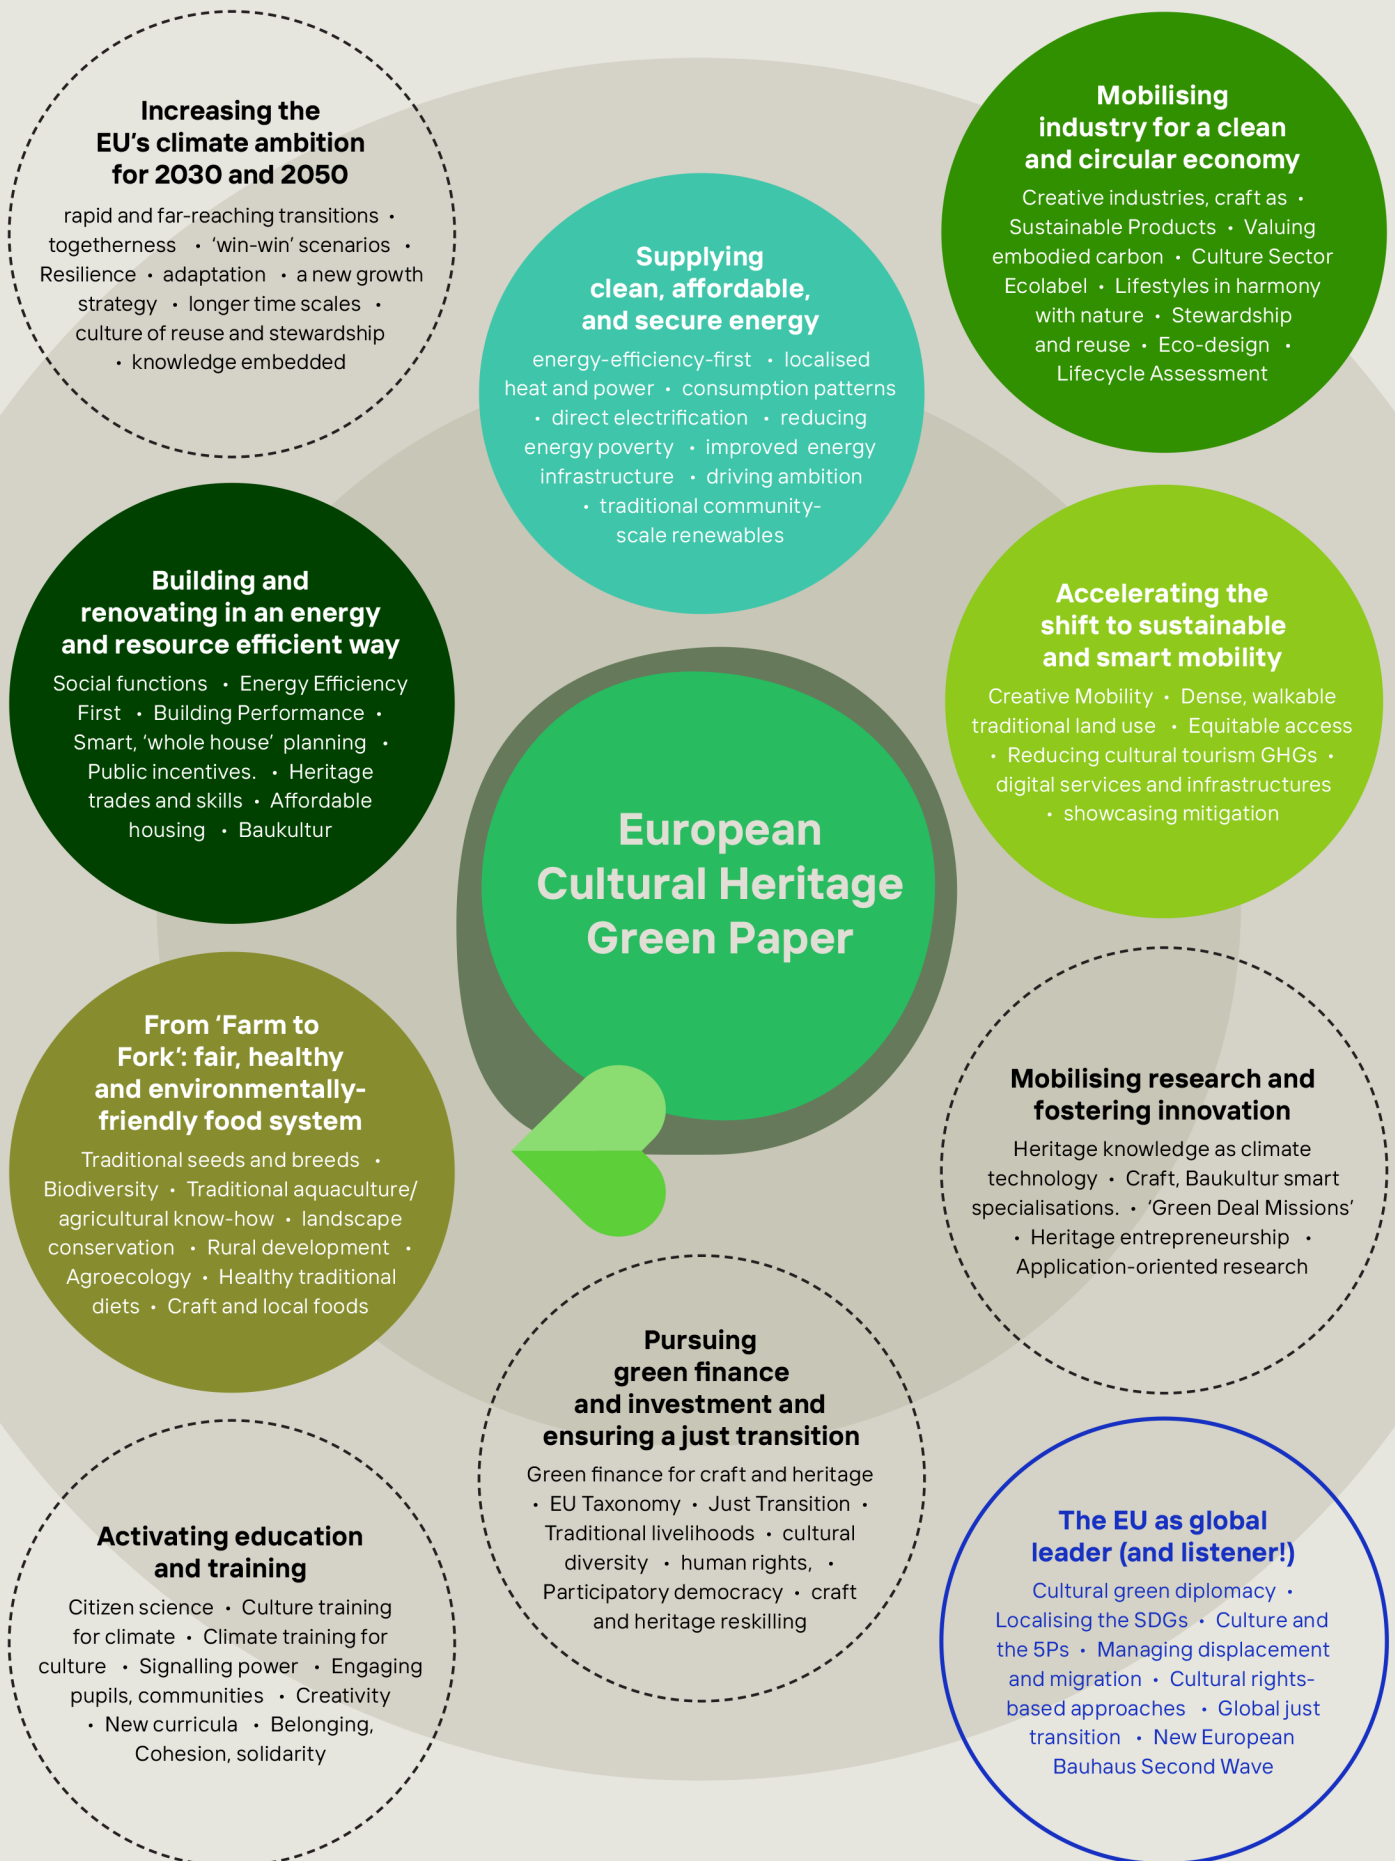 Increasing the
EU's climate ambition
for 2030 and 2050
rapid and far-reaching transitions •
togetherness • 'win-win' scenarios •
Resilience • adaptation • a new growth
strategy • longer time scales •
culture of reuse and stewardship
• knowledge embedded
Supplying
clean, affordable,
and secure energy
energy-efficiency-first • localised
heat and power • consumption patterns
• direct electrification • reducing
energy poverty • improved energy
infrastructure • driving ambition
• traditional community-
scale renewables
Mobilising
industry for a clean
and circular economy
Creative industries, craft as •
Sustainable Products • Valuing
embodied carbon • Culture Sector
Ecolabel • Lifestyles in harmony
with nature • Stewardship
and reuse • Eco-design •
Lifecycle Assessment
Building and
renovating in an energy
and resource efficient way
Social functions • Energy Efficiency
First • Building Performance •
Smart, 'whole house' planning •
Public incentives. • Heritage
trades and skills • Affordable
housing • Baukultur
European
Cultural Heritage
Green Paper
Accelerating the
shift to sustainable
and smart mobility
Creative Mobility • Dense, walkable
traditional land use • Equitable access
• Reducing cultural tourism GHGs •
digital services and infrastructures
• showcasing mitigation
From 'Farm to
Fork': fair, healthy
and environmentally-
friendly food system
Traditional seeds and breeds •
Biodiversity • Traditional aquaculture/
agricultural know-how • landscape
conservation • Rural development •
Agroecology • Healthy traditional
diets • Craft and local foods
Mobilising research and
fostering innovation
Heritage knowledge as climate
technology • Craft, Baukultur smart
specialisations. • 'Green Deal Missions'
• Heritage entrepreneurship •
Application-oriented research
Pursuing
green finance
and investment and
ensuring a just transition
Green finance for craft and heritage
• EU Taxonomy • Just Transition •
Traditional livelihoods • cultural
diversity • human rights, •
Participatory democracy • craft
and heritage reskilling
Activating education
and training
Citizen science • Culture training
for climate • Climate training for
culture • Signalling power • Engaging
pupils, communities • Creativity
• New curricula • Belonging,
Cohesion, solidarity
The EU as global
leader (and listener!)
Cultural green diplomacy •
Localising the SDGs • Culture and
the 5Ps • Managing displacement
and migration • Cultural rights-
based approaches • Global just
transition • New European
Bauhaus Second Wave